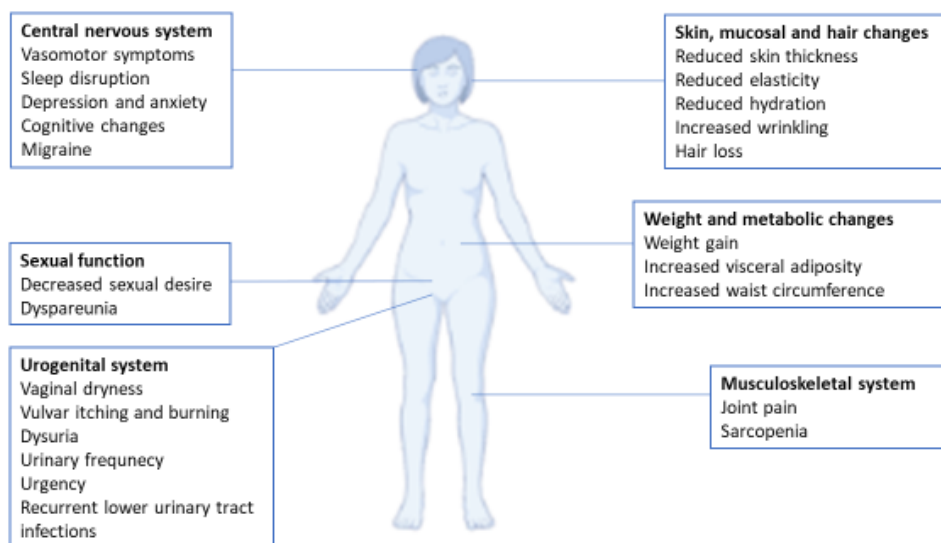 Central nervous system
Vasomotor symptoms
Sleep disruption
Depression and anxiety
Cognitive changes
Migraine
Skin, mucosal and hair changes
Reduced skin thickness
Reduced elasticity
Reduced hydration
Increased wrinkling
Hair loss
Sexual function
Decreased sexual desire
Dyspareunia
Weight and metabolic changes
Weight gain
Increased visceral adiposity
Increased waist circumference
Urogenital system
Vaginal dryness
Vulvar itching and burning
Dysuria
Urinary frequnecy
Urgency
Recurrent lower urinary tract
infections
Musculoskeletal system
Joint pain
Sarcopenia